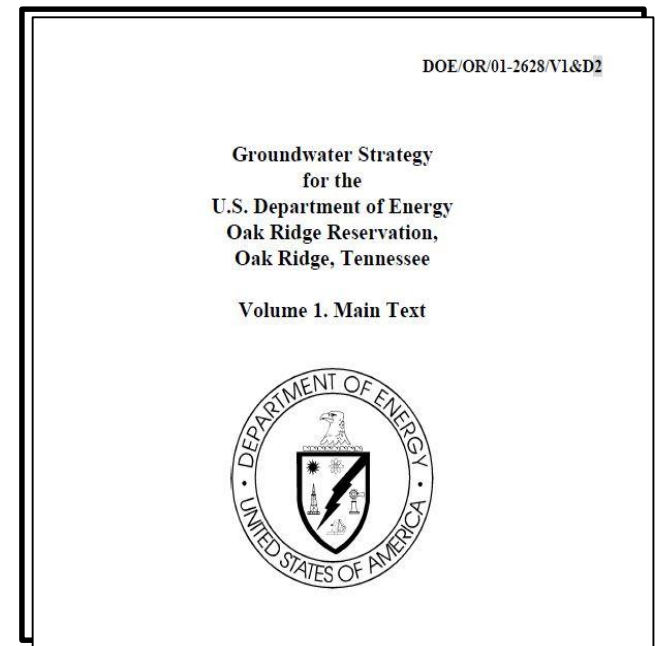 DOE/OR/01-2628/V1&D2
Groundwater Strategy
for the
U.S. Department of Energy
Oak Ridge Reservation,
Oak Ridge, Tennessee
Volume 1. Main Text
DEPARTMENT OF ENERGY
UNITED STATES OF AMERICA